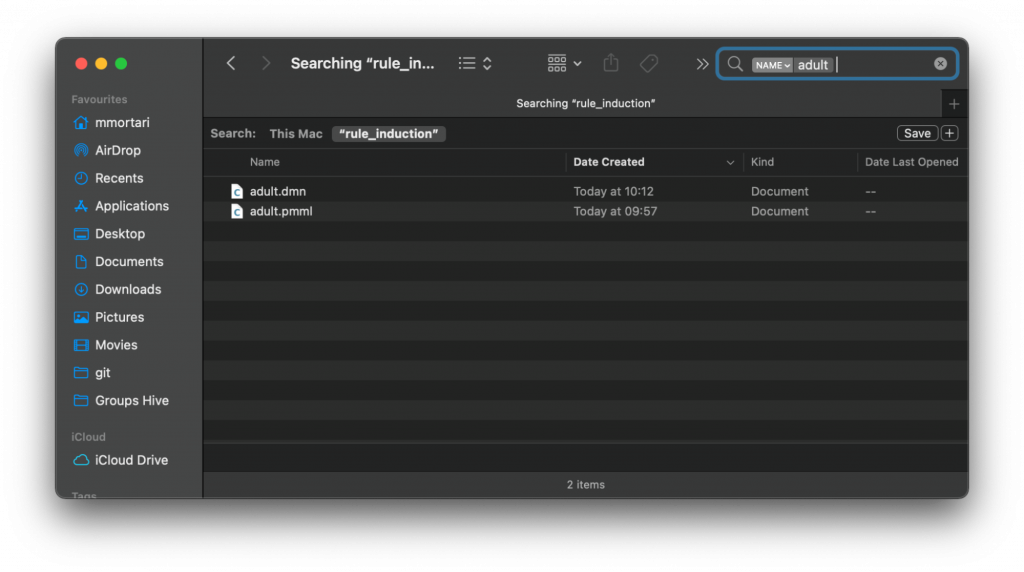 Searching “rule_in...
NAME adult
Searching “rule_induction”
Favourites
mmortari
AirDrop
Recents
Applications
Desktop
Documents
Downloads
Pictures
Movies
git
Groups Hive
iCloud
iCloud Drive
Tags
Search: This Mac “rule_induction” Save
Name Date Created Kind Date Last Opened
adult.dmn Today at 10:12 Document --
adult.pmml Today at 09:57 Document --
2 items